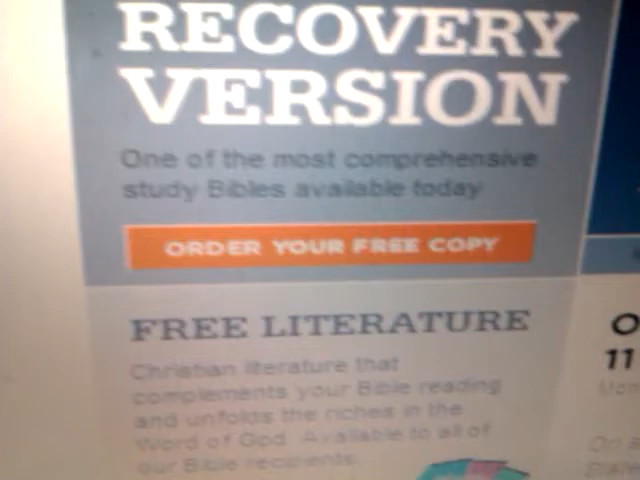 RECOVERY
VERSION
One of the most comprehensive
study Bibles available today
ORDER YOUR FREE COPY
FREE LITERATURE
Christian literature that
complements your Bible reading
and unfolds the riches in the
Word of God. Available to all of
our Bible recipients.
O
11